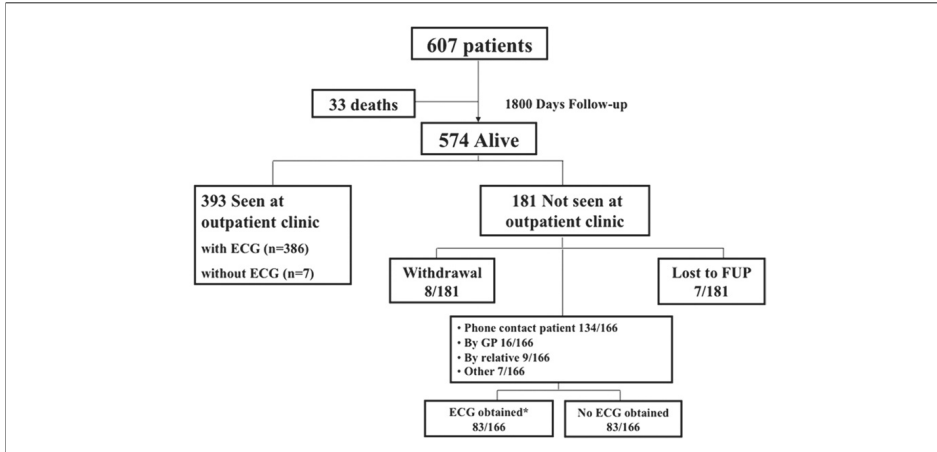 607 patients
33 deaths
1800 Days Follow-up
574 Alive
393 Seen at
outpatient clinic
with ECG (n=386)
without ECG (n=7)
181 Not seen at
outpatient clinic
Withdrawal
8/181
Lost to FUP
7/181
• Phone contact patient 134/166
• By GP 16/166
• By relative 9/166
• Other 7/166
ECG obtained*
83/166
No ECG obtained
83/166